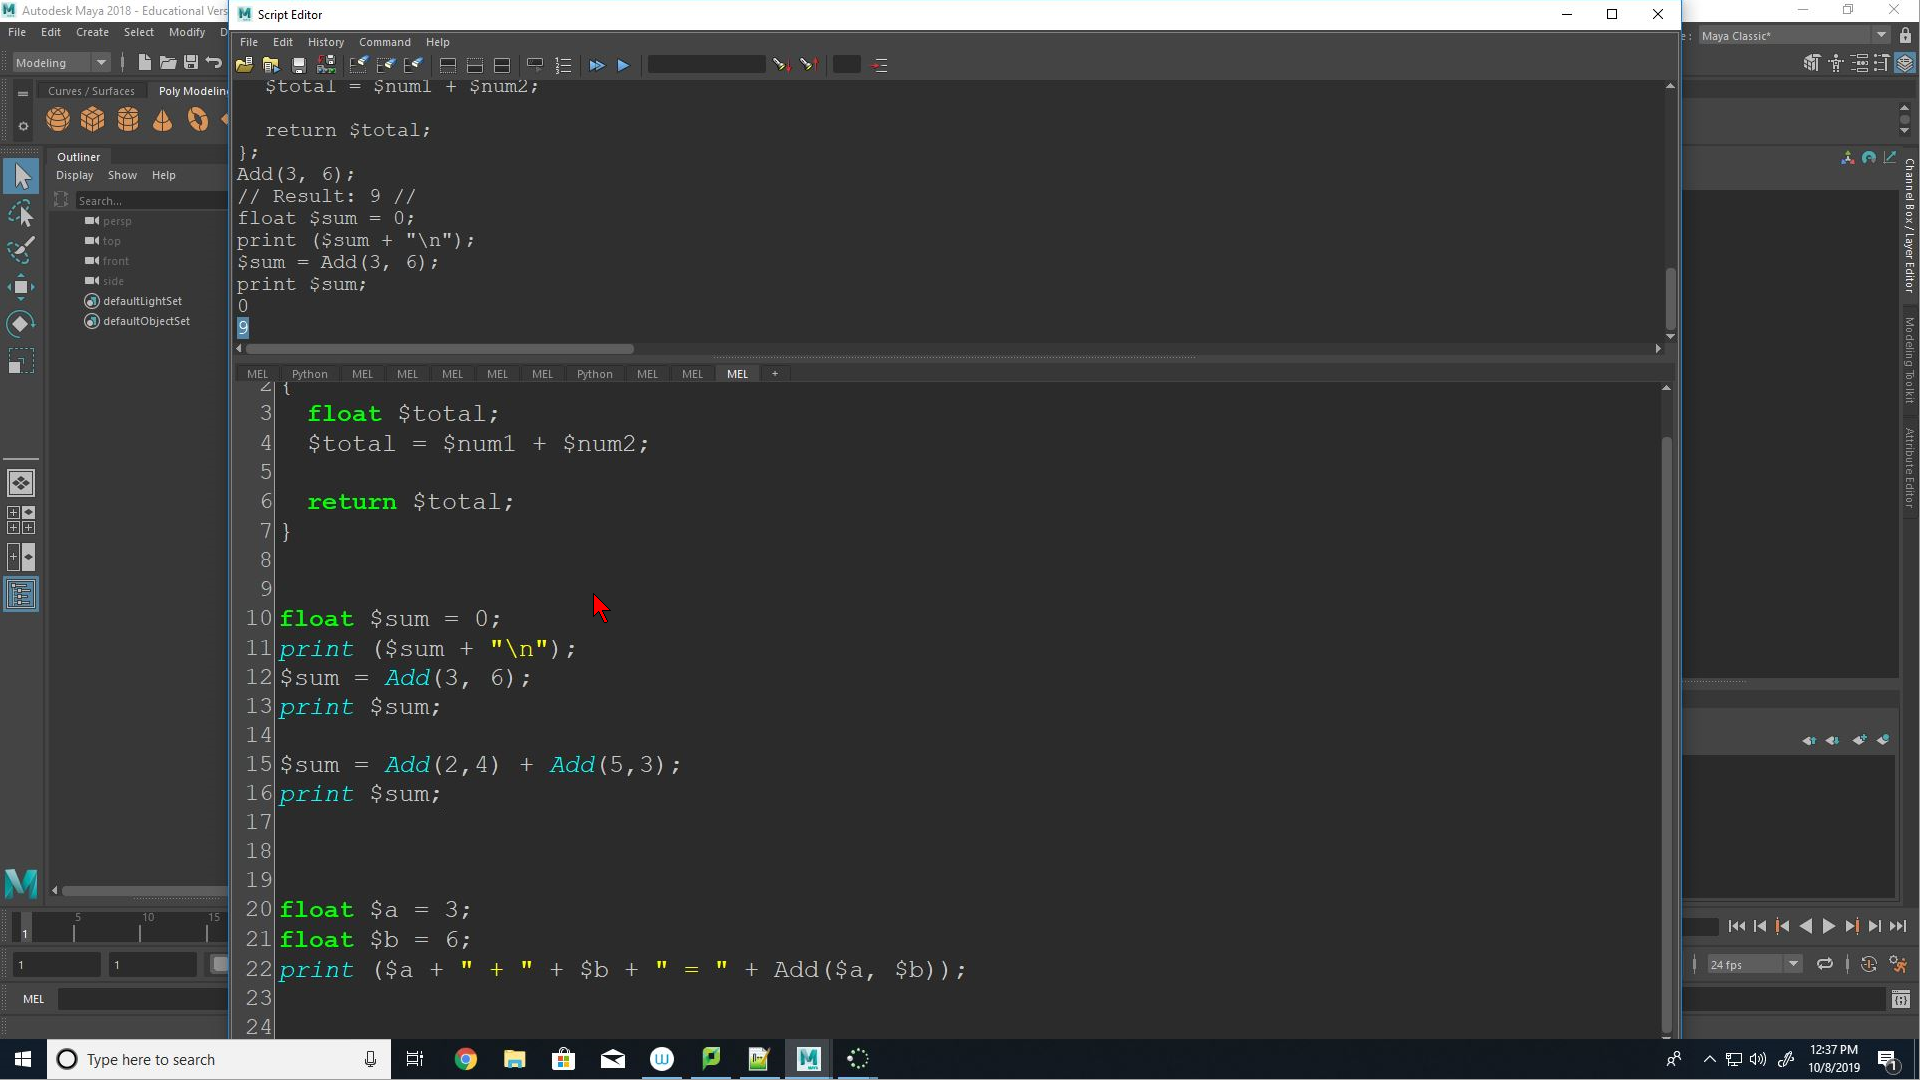 Autodesk Maya 2018 - Educational Vers
Script Editor
File Edit Create Select Modify D
File Edit History Command Help
Maya Classic*
Modeling
Curves / Surfaces Poly Modeling
$total = $num1 + $num2;
return $total;
};
Add(3, 6);
// Result: 9 //
float $sum = 0;
print ($sum + "\n");
$sum = Add(3, 6);
print $sum;
0
9
Outliner
Display Show Help
Search...
persp
top
front
side
defaultLightSet
defaultObjectSet
MEL Python MEL MEL MEL MEL MEL Python MEL MEL MEL +
2 {
3 float $total;
4 $total = $num1 + $num2;
5
6 return $total;
7 }
8
9
10 float $sum = 0;
11 print ($sum + "\n");
12 $sum = Add(3, 6);
13 print $sum;
14
15 $sum = Add(2,4) + Add(5,3);
16 print $sum;
17
18
19
20 float $a = 3;
21 float $b = 6;
22 print ($a + " + " + $b + " = " + Add($a, $b));
23
24
Channel Box / Layer Editor
Modeling Toolkit
Attribute Editor
1 5 10 15
1 1
24 fps
MEL
Type here to search
12:37 PM
10/8/2019
1